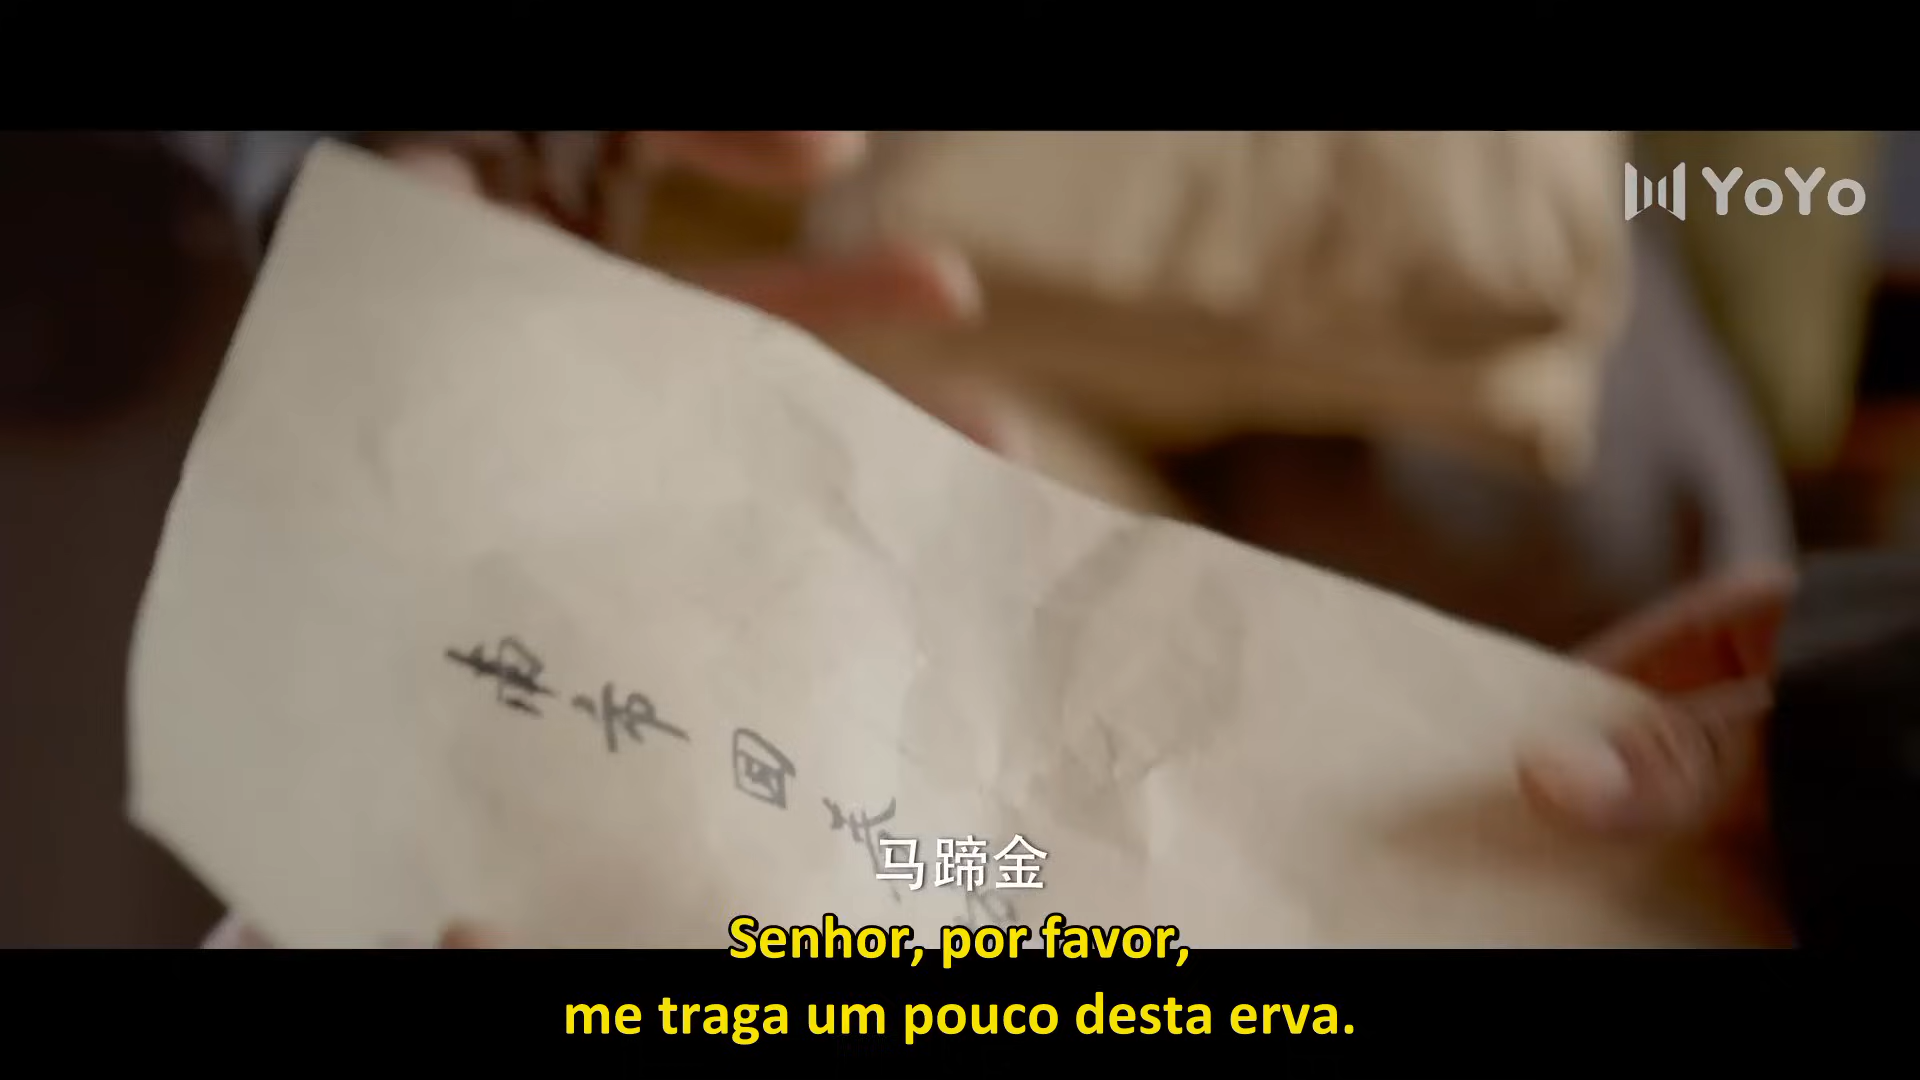 YoYo
马蹄金
Senhor, por favor,
me traga um pouco desta erva.